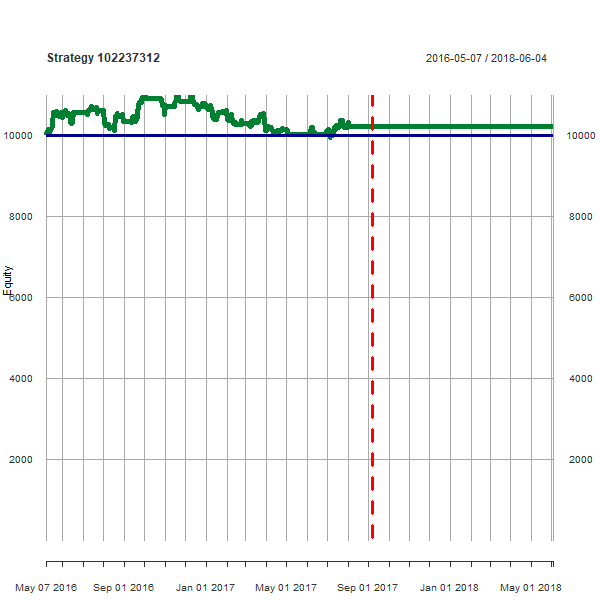 Strategy 102237312
2016-05-07 / 2018-06-04
10000
10000
8000
8000
Equity
6000
6000
4000
4000
2000
2000
May 07 2016
Sep 01 2016
Jan 01 2017
May 01 2017
Sep 01 2017
Jan 01 2018
May 01 2018